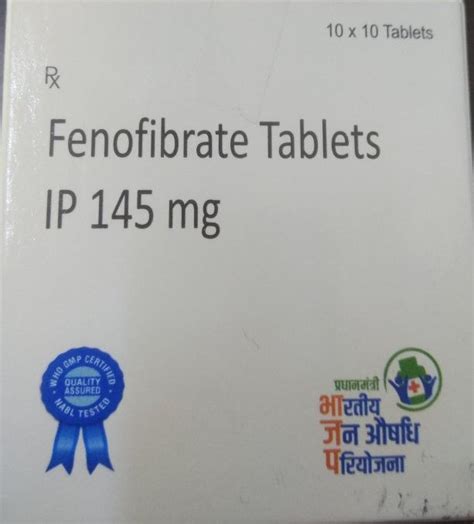 10 x 10 Tablets
Rx
Fenofibrate Tablets
IP 145 mg
WHO GMP CERTIFIED
QUALITY
ASSURED
NABL TESTED
प्रधानमंत्री
भारतीय
जन औषधि
परियोजना